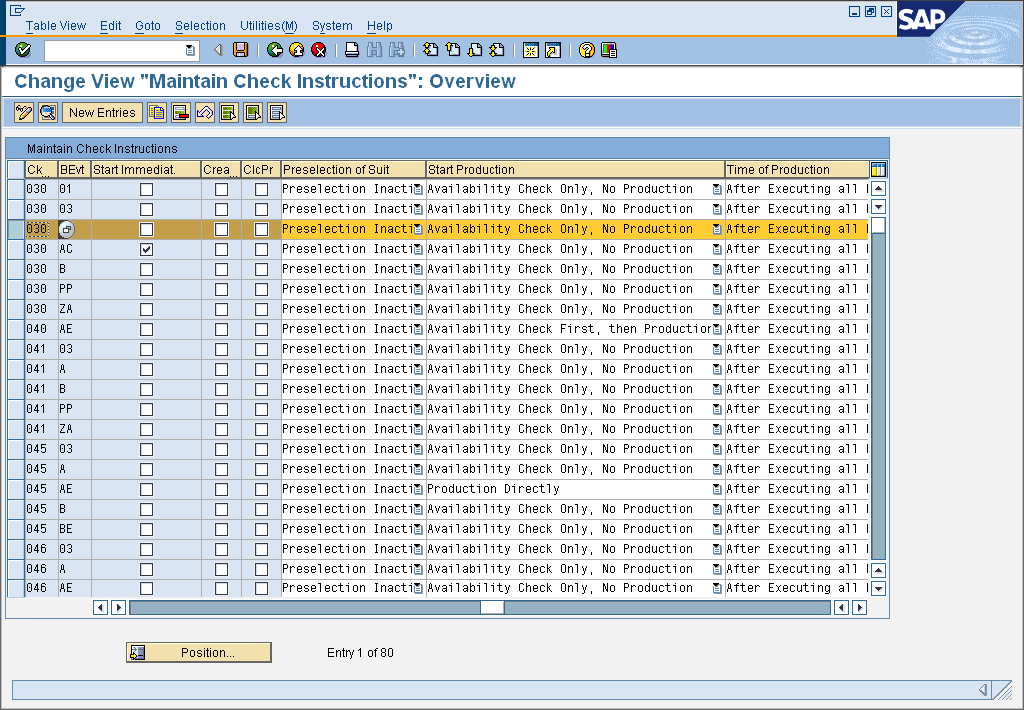 Table View Edit Goto Selection Utilities(M) System Help
SAP
Change View "Maintain Check Instructions": Overview
New Entries
Maintain Check Instructions
Ck... BEvt Start Immediat. Crea... ClcPr Preselection of Suit Start Production Time of Production
030 01 Preselection Inacti Availability Check Only, No Production After Executing all
030 03 Preselection Inacti Availability Check Only, No Production After Executing all
030 Preselection Inacti Availability Check Only, No Production After Executing all
030 AC Preselection Inacti Availability Check Only, No Production After Executing all
030 B Preselection Inacti Availability Check Only, No Production After Executing all
030 PP Preselection Inacti Availability Check Only, No Production After Executing all
030 ZA Preselection Inacti Availability Check Only, No Production After Executing all
040 AE Preselection Inacti Availability Check First, then Production After Executing all
041 03 Preselection Inacti Availability Check Only, No Production After Executing all
041 A Preselection Inacti Availability Check Only, No Production After Executing all
041 B Preselection Inacti Availability Check Only, No Production After Executing all
041 PP Preselection Inacti Availability Check Only, No Production After Executing all
041 ZA Preselection Inacti Availability Check Only, No Production After Executing all
045 03 Preselection Inacti Availability Check Only, No Production After Executing all
045 A Preselection Inacti Availability Check Only, No Production After Executing all
045 AE Preselection Inacti Production Directly After Executing all
045 B Preselection Inacti Availability Check Only, No Production After Executing all
045 BE Preselection Inacti Availability Check Only, No Production After Executing all
046 03 Preselection Inacti Availability Check Only, No Production After Executing all
046 A Preselection Inacti Availability Check Only, No Production After Executing all
046 AE Preselection Inacti Availability Check Only, No Production After Executing all
Position... Entry 1 of 80